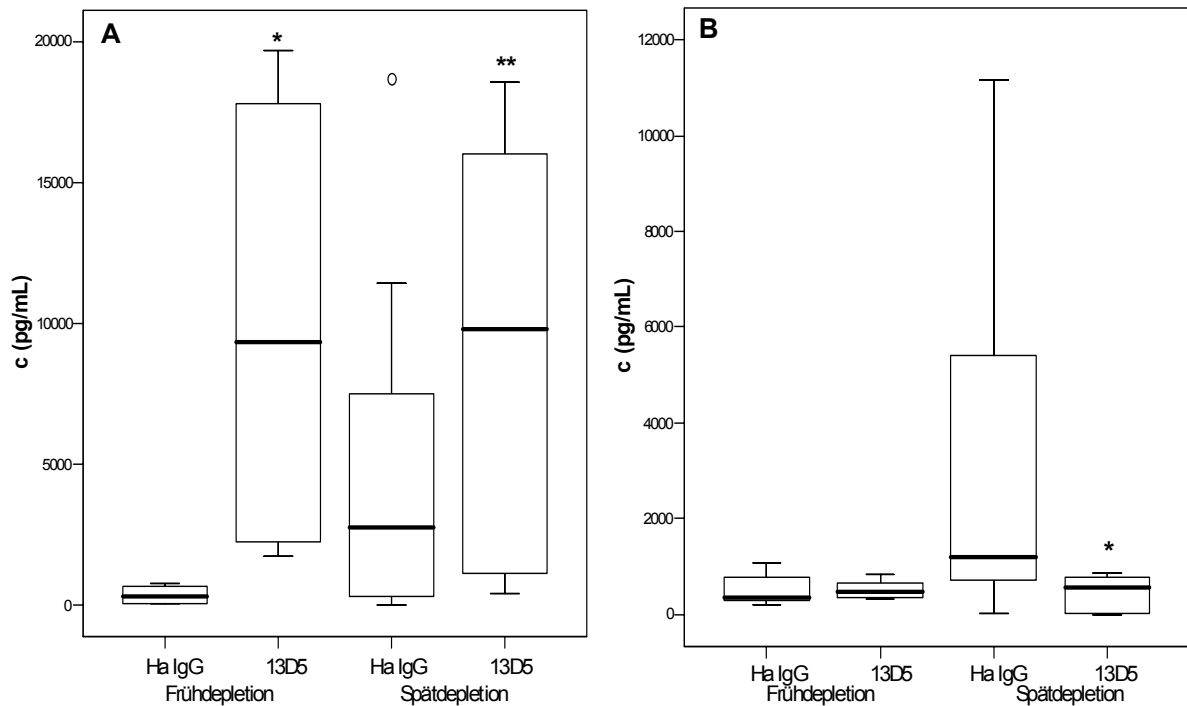 A
*
**
20000
15000
10000
5000
0
c (pg/mL)
Ha IgG 13D5 Ha IgG 13D5
Frühdepletion Spätdepletion
B
*
12000
10000
8000
6000
4000
2000
0
c (pg/mL)
Ha IgG 13D5 Ha IgG 13D5
Frühdepletion Spätdepletion